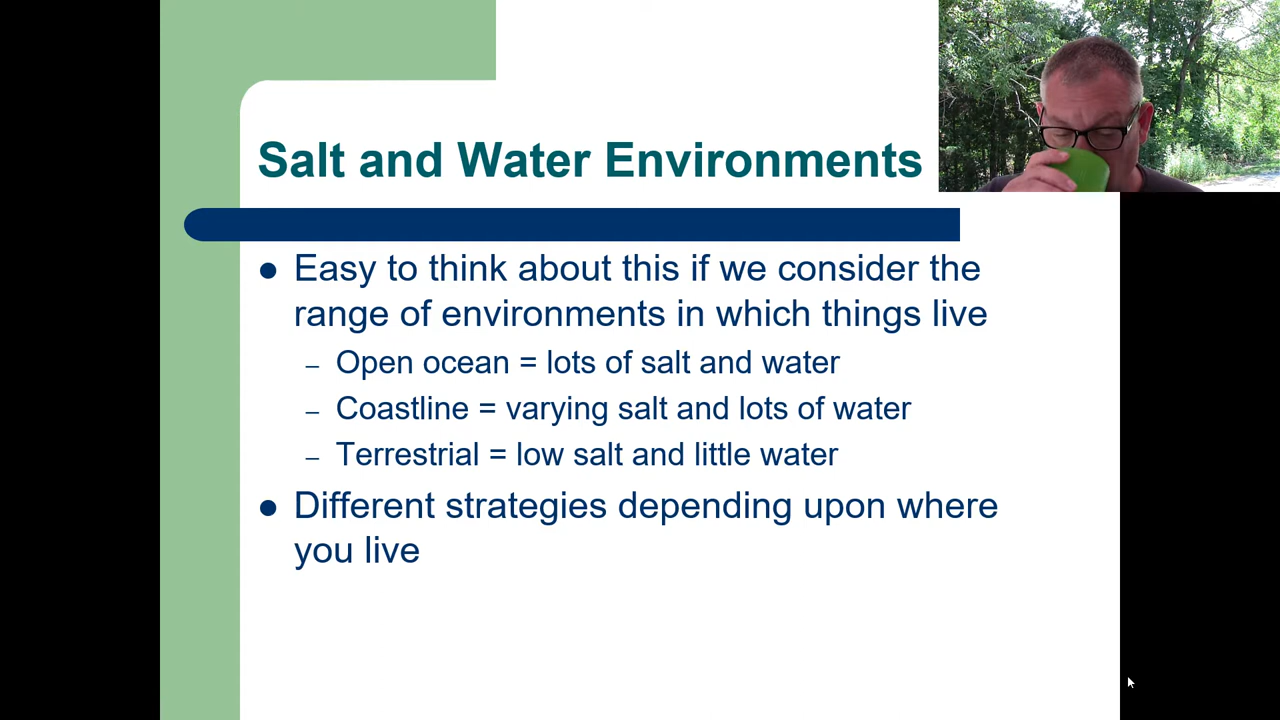 Salt and Water Environments
● Easy to think about this if we consider the
range of environments in which things live
– Open ocean = lots of salt and water
– Coastline = varying salt and lots of water
– Terrestrial = low salt and little water
● Different strategies depending upon where
you live